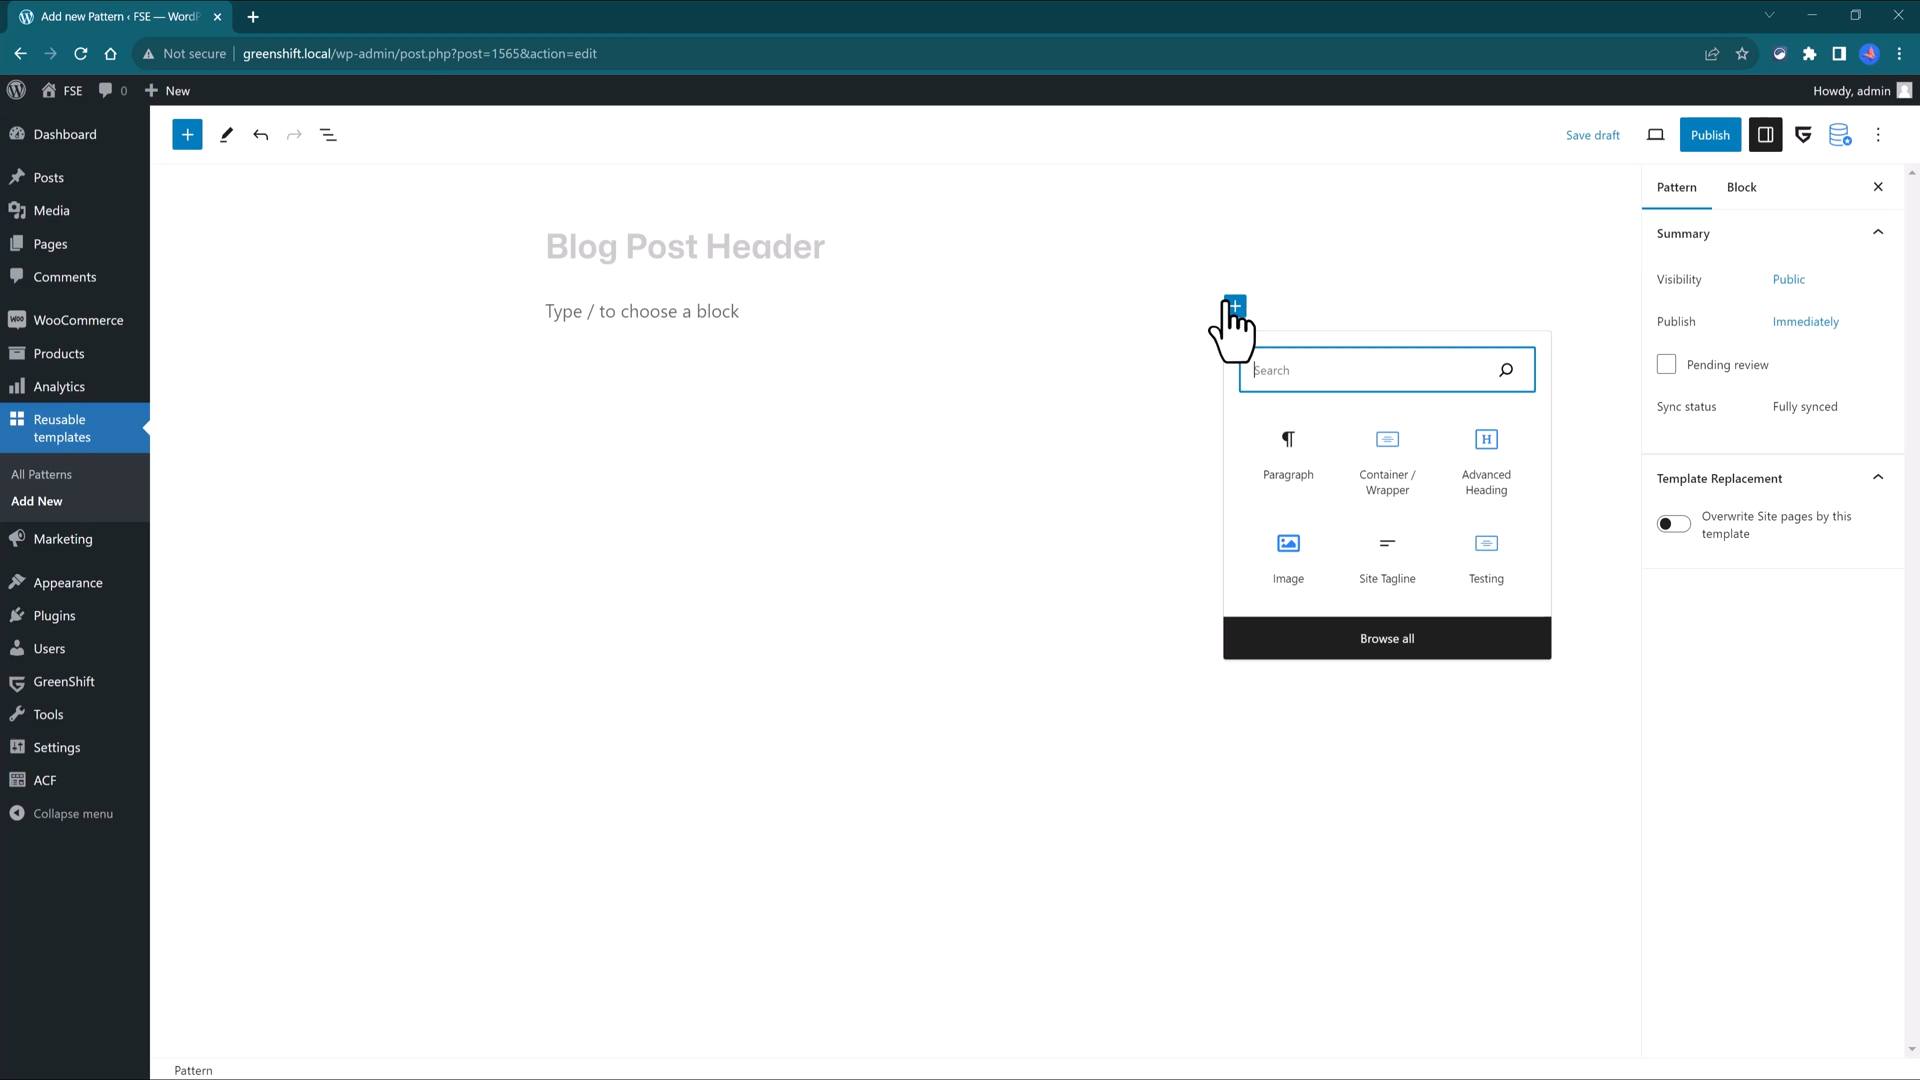 Add new Pattern ‹ FSE — WordP
Not secure
greenshift.local/wp-admin/post.php?post=1565&action=edit
FSE
0
New
Howdy, admin
Dashboard
Posts
Media
Pages
Comments
WooCommerce
Products
Analytics
Reusable
templates
All Patterns
Add New
Marketing
Appearance
Plugins
Users
GreenShift
Tools
Settings
ACF
Collapse menu
Save draft
Publish
Blog Post Header
Type / to choose a block
Search
Paragraph
Container /
Wrapper
Advanced
Heading
Image
Site Tagline
Testing
Browse all
Pattern
Block
Summary
Visibility
Public
Publish
Immediately
Pending review
Sync status
Fully synced
Template Replacement
Overwrite Site pages by this
template
Pattern